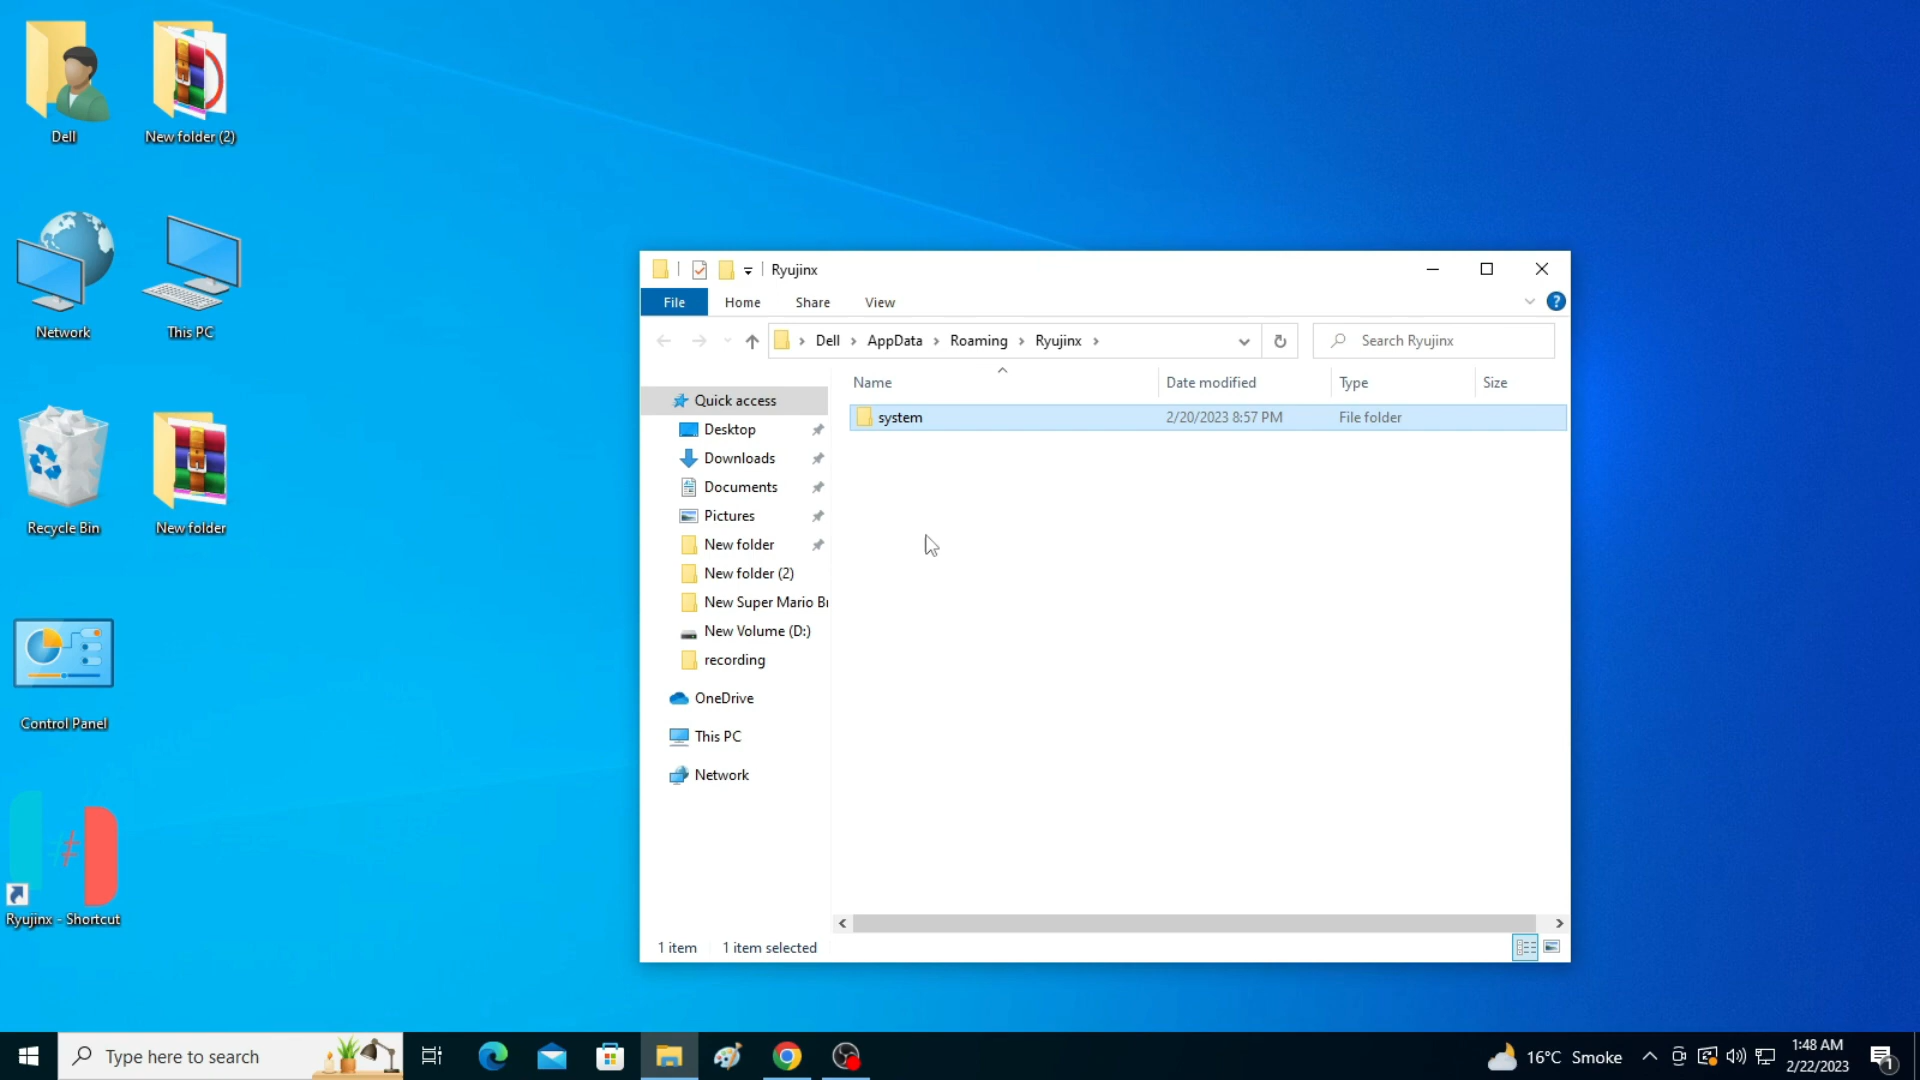 Dell
New folder (2)
Network
This PC
Recycle Bin
New folder
Control Panel
Ryujinx - Shortcut
Ryujinx
File Home Share View
Dell AppData Roaming Ryujinx
Search Ryujinx
Name Date modified Type Size
system 2/20/2023 8:57 PM File folder
Quick access
Desktop
Downloads
Documents
Pictures
New folder
New folder (2)
New Super Mario Br
New Volume (D:)
recording
OneDrive
This PC
Network
1 item 1 item selected
Type here to search
16°C Smoke
1:48 AM
2/22/2023
1